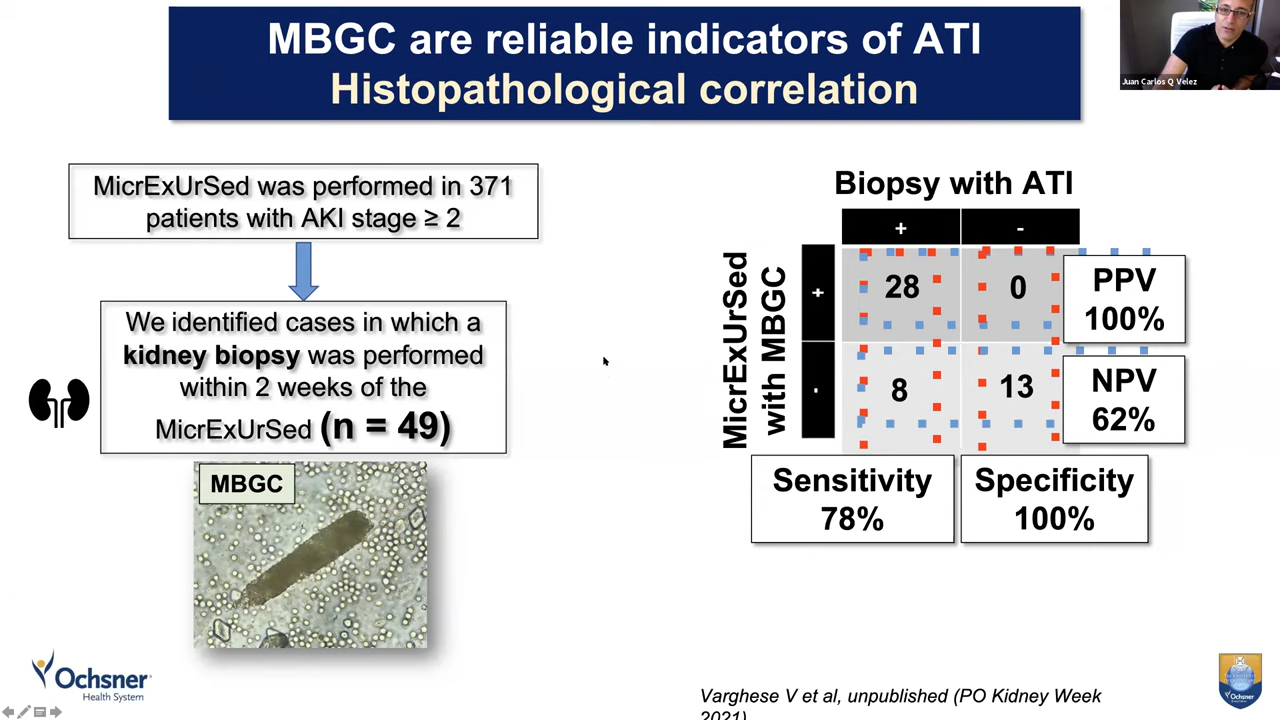 MBGC are reliable indicators of ATI
Histopathological correlation
Juan Carlos Q Velez
MicrExUrSed was performed in 371
patients with AKI stage ≥ 2
We identified cases in which a
kidney biopsy was performed
within 2 weeks of the
MicrExUrSed (n = 49)
MBGC
Biopsy with ATI
+ -
MicrExUrSed
with MBGC
+
28 0
PPV
100%
-
8 13
NPV
62%
Sensitivity
78%
Specificity
100%
Ochsner
Health System
Varghese V et al, unpublished (PO Kidney Week
2021)
Ochsner